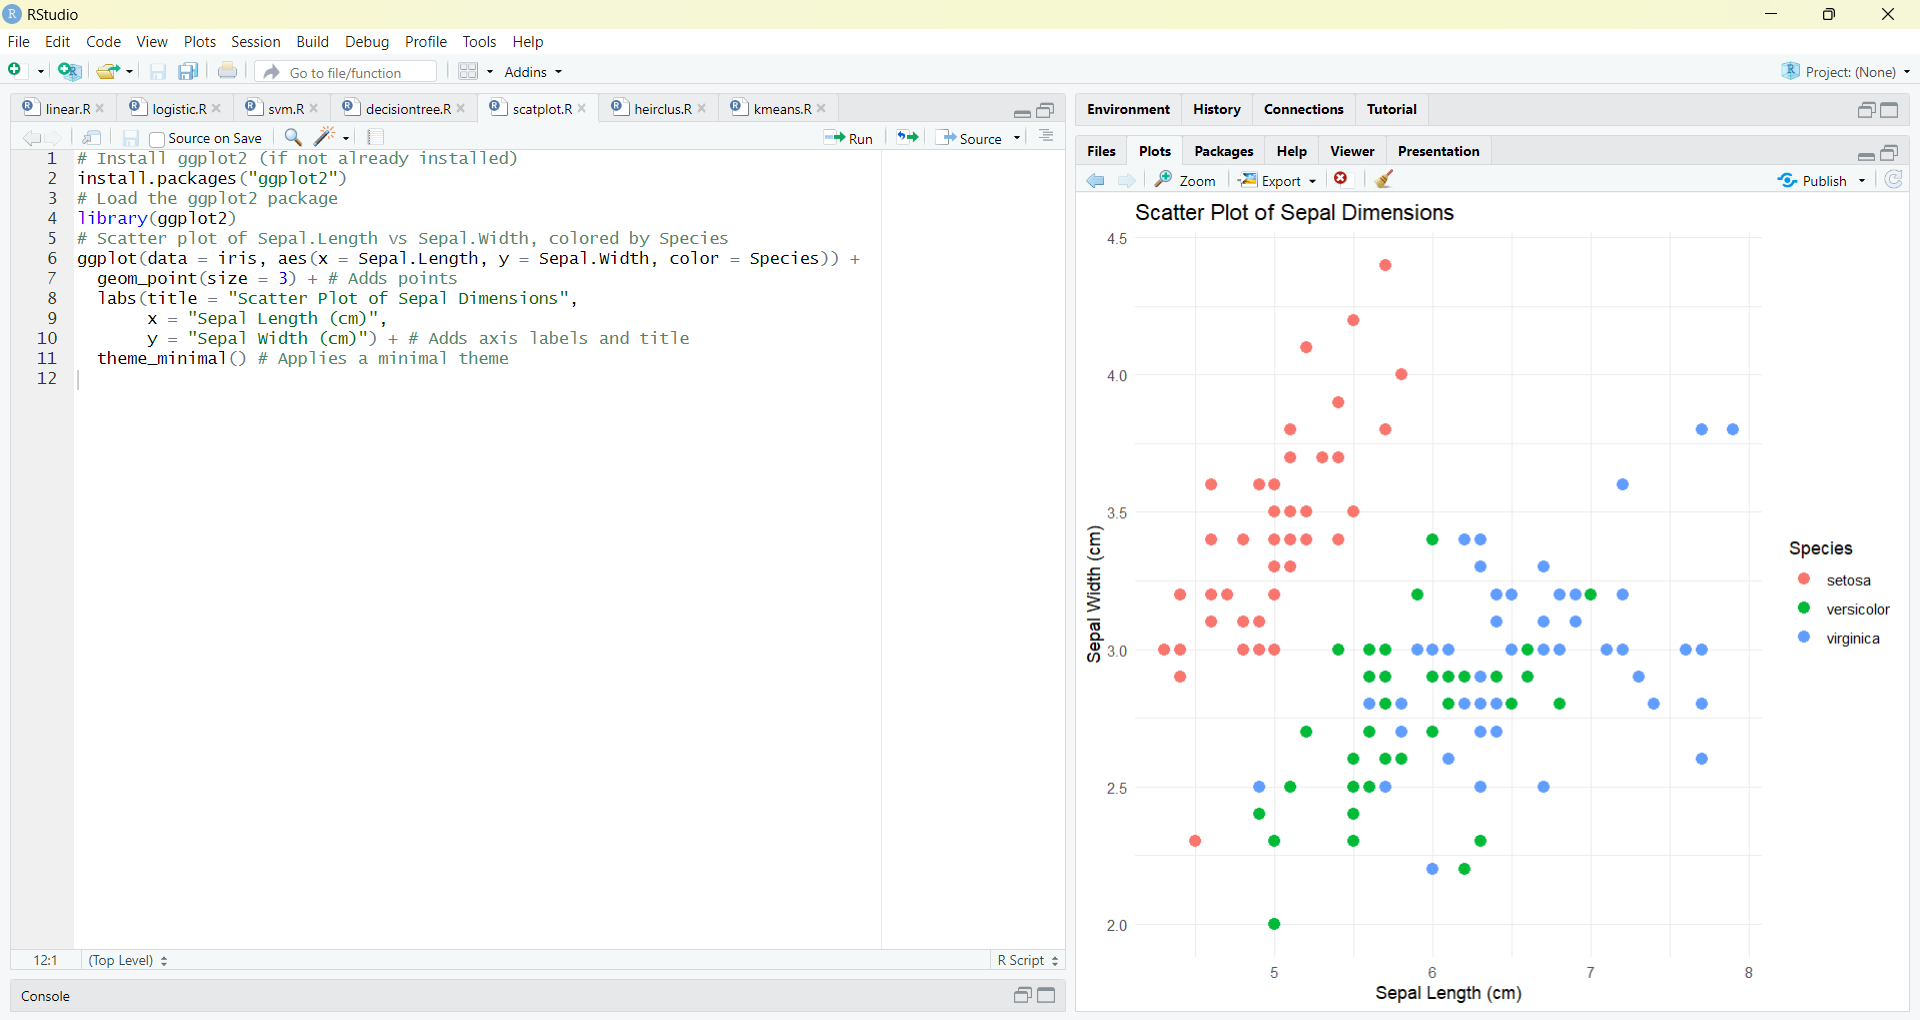 RStudio
File Edit Code View Plots Session Build Debug Profile Tools Help
Go to file/function Addins Project: (None)
linear.R logistic.R svm.R decisiontree.R scatplot.R heirclus.R kmeans.R
Source on Save Run Source
1 # Install ggplot2 (if not already installed)
2 install.packages("ggplot2")
3 # Load the ggplot2 package
4 library(ggplot2)
5 # Scatter plot of Sepal.Length vs Sepal.Width, colored by Species
6 ggplot(data = iris, aes(x = Sepal.Length, y = Sepal.Width, color = Species)) +
7   geom_point(size = 3) + # Adds points
8   labs(title = "Scatter Plot of Sepal Dimensions",
9        x = "Sepal Length (cm)",
10        y = "Sepal Width (cm)") + # Adds axis labels and title
11   theme_minimal() # Applies a minimal theme
12
12:1 (Top Level) R Script
Console
Environment History Connections Tutorial
Files Plots Packages Help Viewer Presentation
Zoom Export Publish
Scatter Plot of Sepal Dimensions
4.5
4.0
3.5
3.0
2.5
2.0
Sepal Width (cm)
5 6 7 8
Sepal Length (cm)
Species
setosa
versicolor
virginica